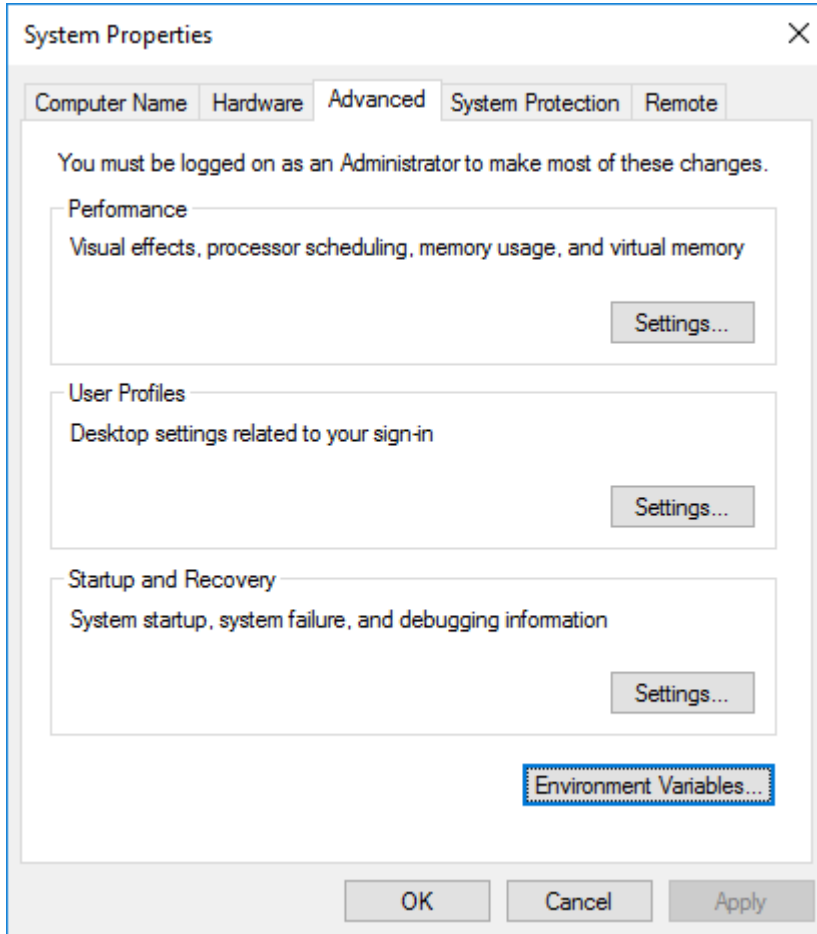 System Properties
Computer Name Hardware Advanced System Protection Remote
You must be logged on as an Administrator to make most of these changes.
Performance
Visual effects, processor scheduling, memory usage, and virtual memory
Settings...
User Profiles
Desktop settings related to your sign-in
Settings...
Startup and Recovery
System startup, system failure, and debugging information
Settings...
Environment Variables...
OK Cancel Apply